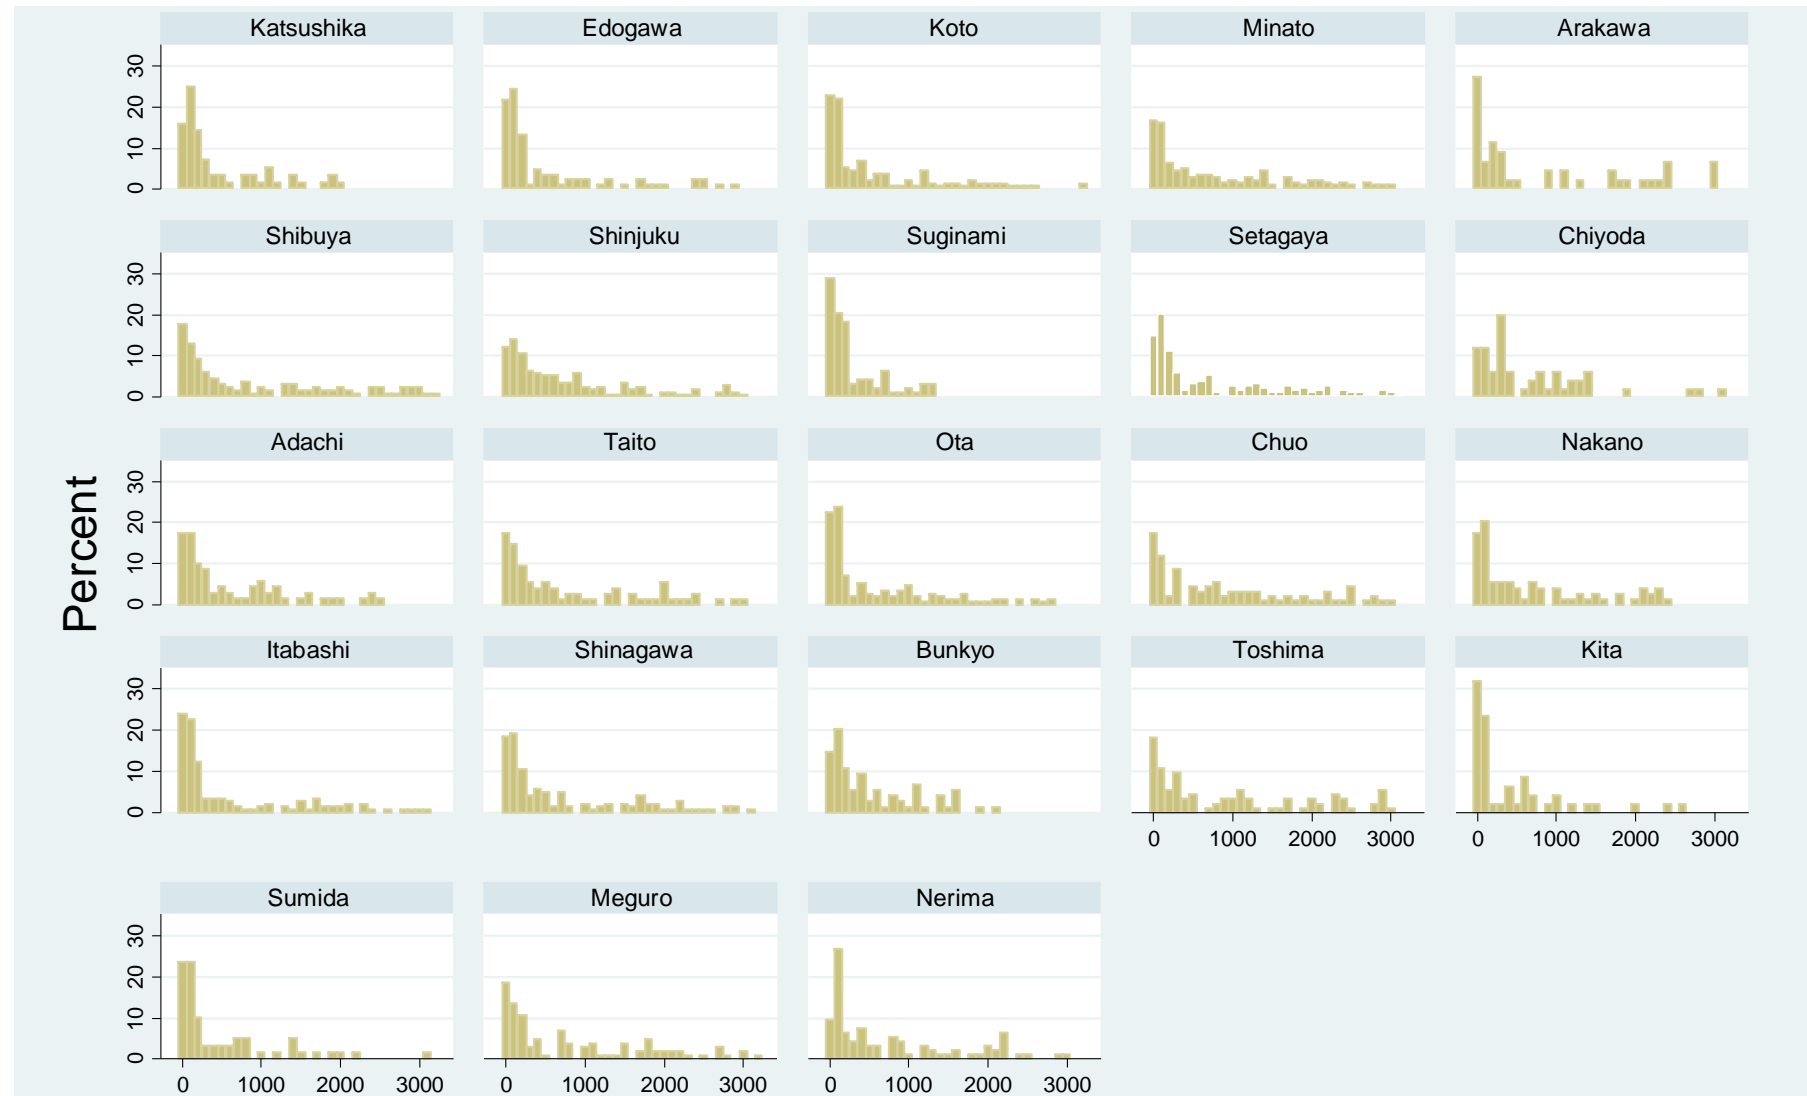 Katsushika Edogawa Koto Minato Arakawa
30
20
10
0
Shibuya Shinjuku Suginami Setagaya Chiyoda
30
20
10
0
Adachi Taito Ota Chuo Nakano
30
20
10
0
Percent
Itabashi Shinagawa Bunkyo Toshima Kita
30
20
10
0
0 1000 2000 3000 0 1000 2000 3000
Sumida Meguro Nerima
30
20
10
0
0 1000 2000 3000 0 1000 2000 3000 0 1000 2000 3000